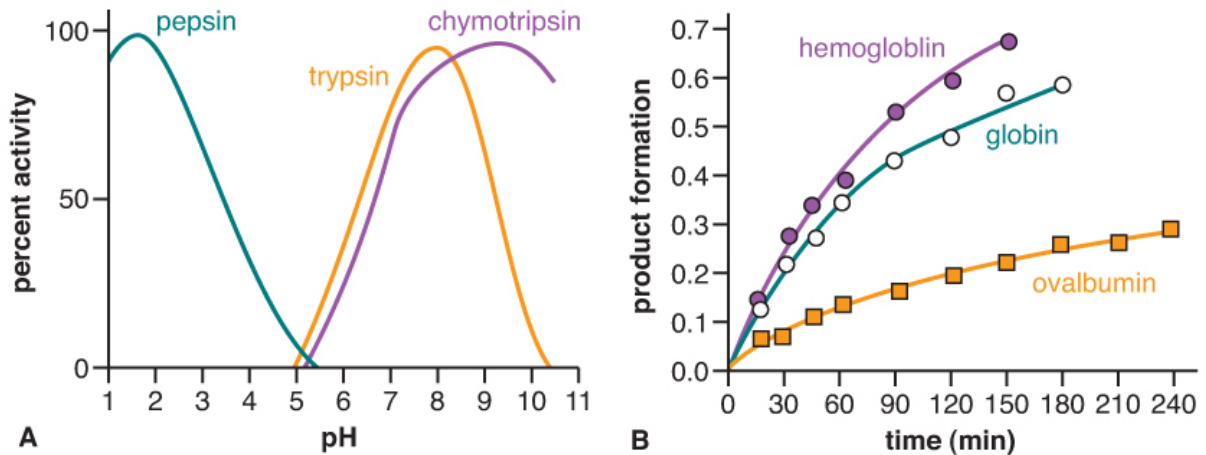 100
50
0
percent activity
pepsin
trypsin
chymotripsin
1 2 3 4 5 6 7 8 9 10 11
pH
A
0.7
0.6
0.5
0.4
0.3
0.2
0.1
0.0
product formation
hemogloblin
globin
ovalbumin
0 30 60 90 120 150 180 210 240
time (min)
B